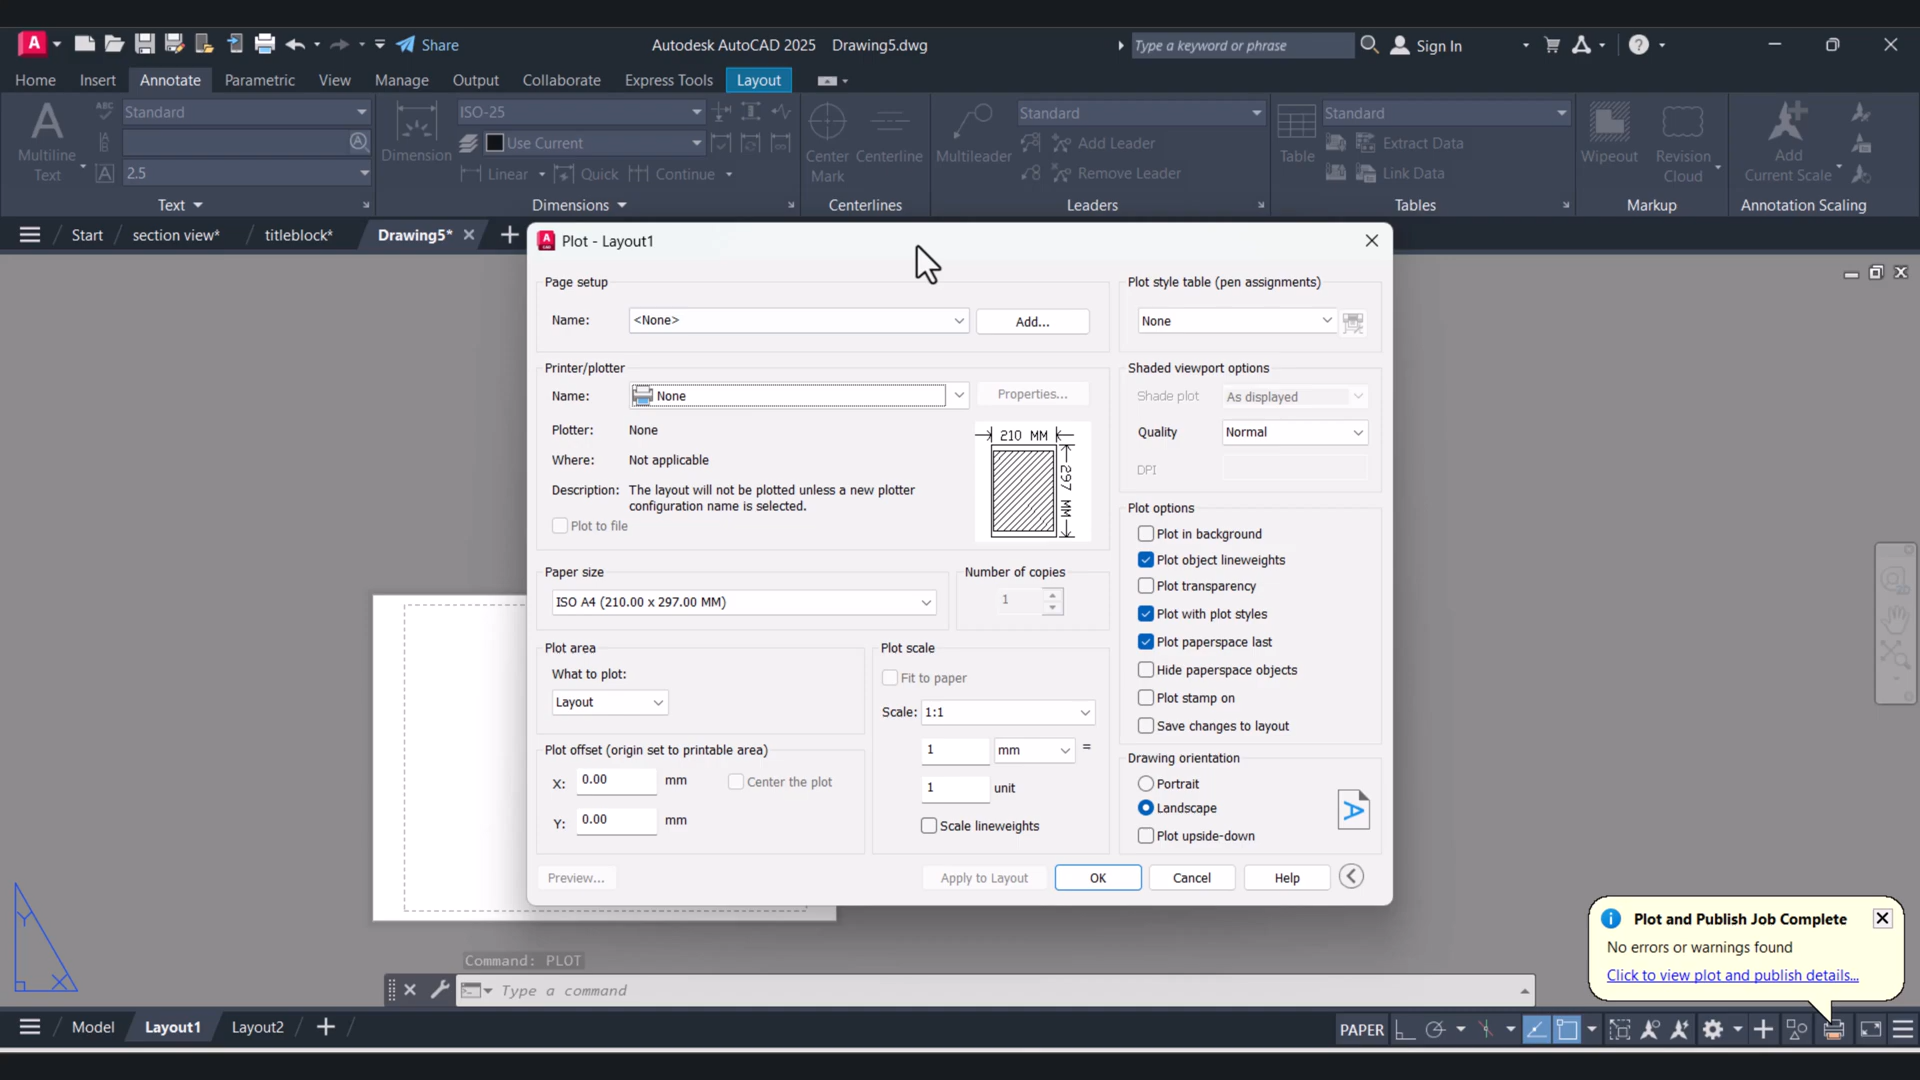 A Share Autodesk AutoCAD 2025 Drawing5.dwg Type a keyword or phrase Sign In ?
Home Insert Annotate Parametric View Manage Output Collaborate Express Tools Layout
Standard ISO-25 Standard Standard
Use Current Add Leader Extract Data
Multiline Text Dimension Center Mark Centerline Multileader Table Wipeout Revision Cloud Add Current Scale
2.5 Linear Quick Continue Remove Leader Link Data
Text Dimensions Centerlines Leaders Tables Markup Annotation Scaling
Start section view* titleblock* Drawing5*
Plot - Layout1
Page setup
Name: <None> Add...
Plot style table (pen assignments)
None
Printer/plotter
Name: None Properties...
Plotter: None
Where: Not applicable
Description: The layout will not be plotted unless a new plotter
configuration name is selected.
Plot to file
210 MM
297 MM
Shaded viewport options
Shade plot As displayed
Quality Normal
DPI
Paper size
ISO A4 (210.00 x 297.00 MM)
Number of copies
1
Plot options
Plot in background
Plot object lineweights
Plot transparency
Plot with plot styles
Plot paperspace last
Hide paperspace objects
Plot stamp on
Save changes to layout
Plot area
What to plot:
Layout
Plot scale
Fit to paper
Scale: 1:1
1 mm =
1 unit
Scale lineweights
Plot offset (origin set to printable area)
X: 0.00 mm Center the plot
Y: 0.00 mm
Drawing orientation
Portrait
Landscape
Plot upside-down
A
Preview... Apply to Layout OK Cancel Help
Y
X
Plot and Publish Job Complete
No errors or warnings found
Click to view plot and publish details...
Command: PLOT
Type a command
Model Layout1 Layout2 PAPER